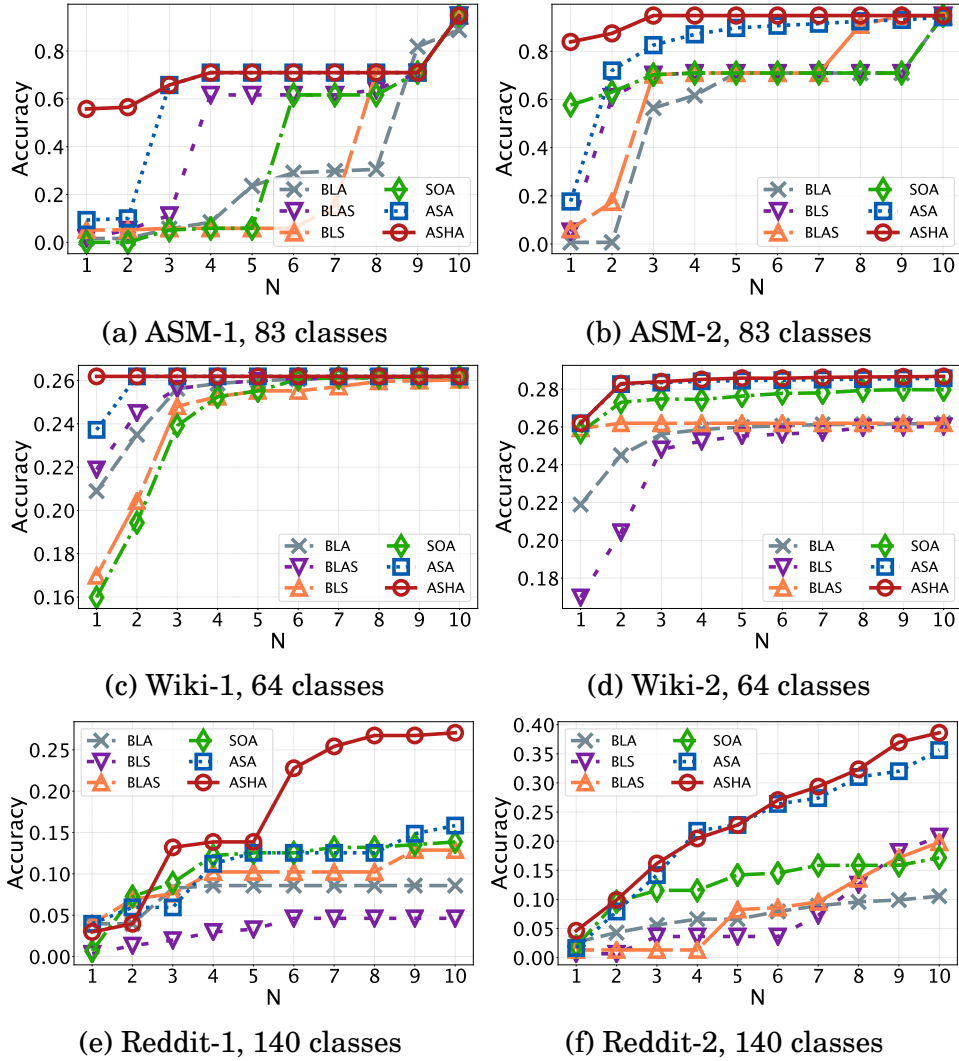 Accuracy
0.8
0.6
0.4
0.2
0.0
BLA SOA
BLAS ASA
BLS ASHA
1 2 3 4 5 6 7 8 9 10
N
(a) ASM-1, 83 classes
Accuracy
0.8
0.6
0.4
0.2
0.0
BLA SOA
BLS ASA
BLAS ASHA
1 2 3 4 5 6 7 8 9 10
N
(b) ASM-2, 83 classes
Accuracy
0.26
0.24
0.22
0.20
0.18
0.16
BLA SOA
BLAS ASA
BLS ASHA
1 2 3 4 5 6 7 8 9 10
N
(c) Wiki-1, 64 classes
Accuracy
0.28
0.26
0.24
0.22
0.20
0.18
BLA SOA
BLS ASA
BLAS ASHA
1 2 3 4 5 6 7 8 9 10
N
(d) Wiki-2, 64 classes
Accuracy
0.25
0.20
0.15
0.10
0.05
0.00
BLA SOA
BLS ASA
BLAS ASHA
1 2 3 4 5 6 7 8 9 10
N
(e) Reddit-1, 140 classes
Accuracy
0.40
0.35
0.30
0.25
0.20
0.15
0.10
0.05
0.00
BLA SOA
BLS ASA
BLAS ASHA
1 2 3 4 5 6 7 8 9 10
N
(f) Reddit-2, 140 classes